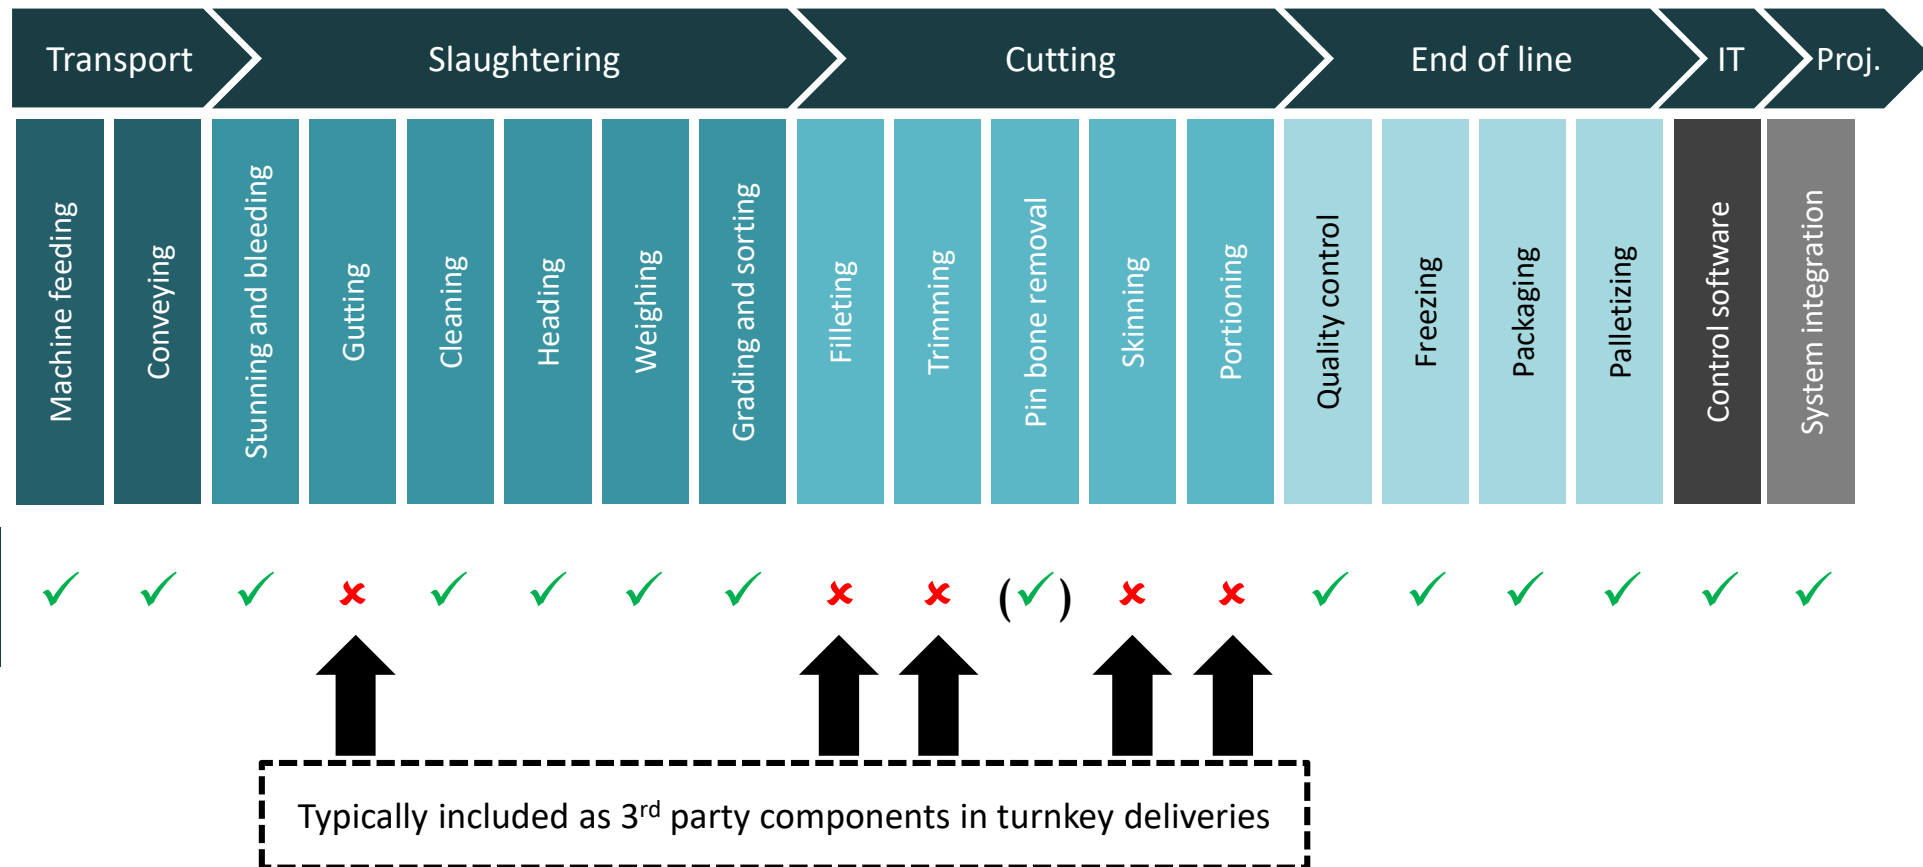 Transport
Slaughtering
Cutting
End of line
IT
Proj.
Machine feeding
Conveying
Stunning and bleeding
Gutting
Cleaning
Heading
Weighing
Grading and sorting
Filleting
Trimming
Pin bone removal
Skinning
Portioning
Quality control
Freezing
Packaging
Palletizing
Control software
System integration
✓ ✓ ✓ ✘ ✓ ✓ ✓ ✓ ✘ ✘ (✓) ✘ ✘ ✓ ✓ ✓ ✓ ✓ ✓
Typically included as 3rd party components in turnkey deliveries